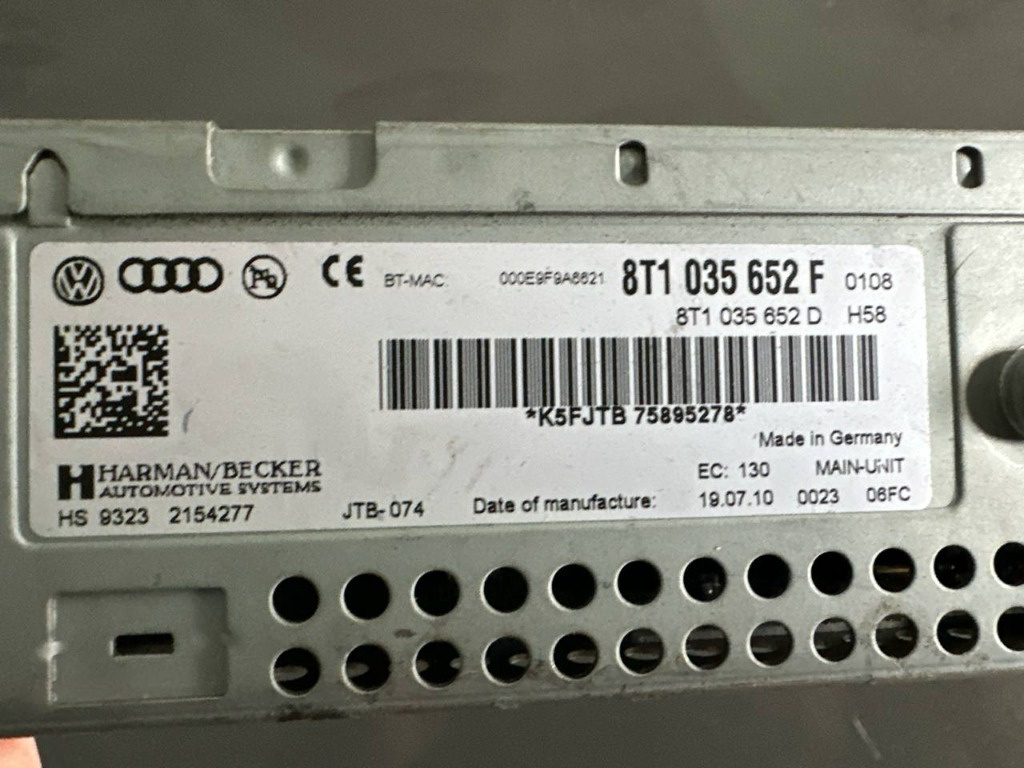 BT-MAC: 000E9F9A6621 8T1 035 652 F 0108
8T1 035 652 D H58
*K5FJTB 75895278*
Made in Germany
HARMAN/BECKER
AUTOMOTIVE SYSTEMS
EC: 130 MAIN-UNIT
HS 9323 2154277 JTB-074 Date of manufacture: 19.07.10 0023 06FC